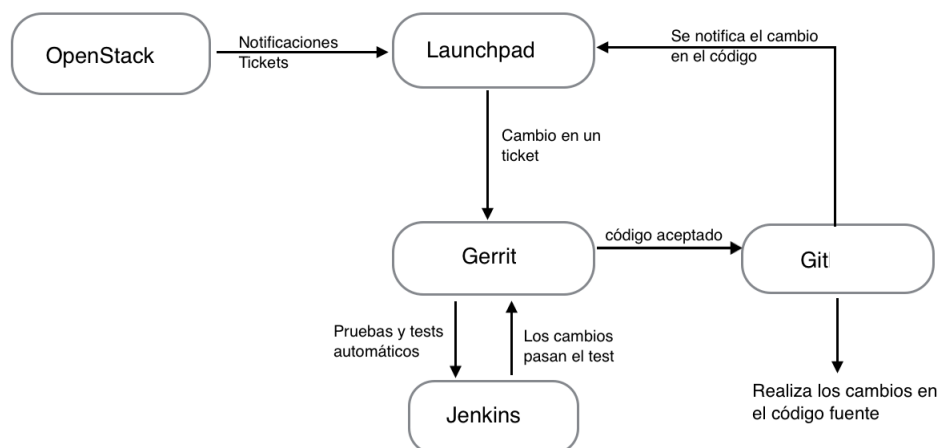 OpenStack
Notificaciones
Tickets
Launchpad
Se notifica el cambio
en el código
Cambio en un
ticket
Gerrit
código aceptado
Git
Pruebas y tests
automáticos
Los cambios
pasan el test
Jenkins
Realiza los cambios en
el código fuente